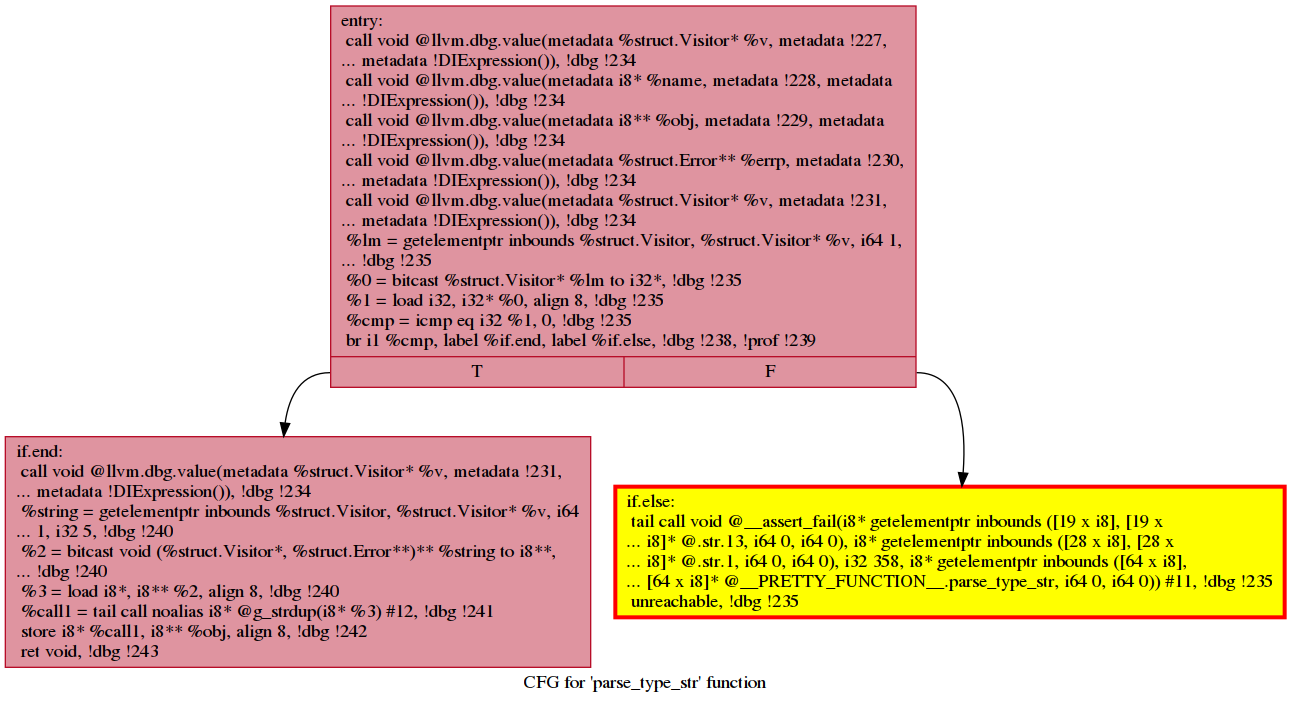 entry:
call void @llvm.dbg.value(metadata %struct.Visitor* %v, metadata !227,
... metadata !DIExpression()), !dbg !234
call void @llvm.dbg.value(metadata i8* %name, metadata !228, metadata
... !DIExpression()), !dbg !234
call void @llvm.dbg.value(metadata i8** %obj, metadata !229, metadata
... !DIExpression()), !dbg !234
call void @llvm.dbg.value(metadata %struct.Error** %errp, metadata !230,
... metadata !DIExpression()), !dbg !234
call void @llvm.dbg.value(metadata %struct.Visitor* %v, metadata !231,
... metadata !DIExpression()), !dbg !234
%lm = getelementptr inbounds %struct.Visitor, %struct.Visitor* %v, i64 1,
... !dbg !235
%0 = bitcast %struct.Visitor* %lm to i32*, !dbg !235
%1 = load i32, i32* %0, align 8, !dbg !235
%cmp = icmp eq i32 %1, 0, !dbg !235
br i1 %cmp, label %if.end, label %if.else, !dbg !238, !prof !239
T
F
if.end:
call void @llvm.dbg.value(metadata %struct.Visitor* %v, metadata !231,
... metadata !DIExpression()), !dbg !234
%string = getelementptr inbounds %struct.Visitor, %struct.Visitor* %v, i64
... 1, i32 5, !dbg !240
%2 = bitcast void (%struct.Visitor*, %struct.Error**)** %string to i8**,
... !dbg !240
%3 = load i8*, i8** %2, align 8, !dbg !240
%call1 = tail call noalias i8* @g_strdup(i8* %3) #12, !dbg !241
store i8* %call1, i8** %obj, align 8, !dbg !242
ret void, !dbg !243
if.else:
tail call void @__assert_fail(i8* getelementptr inbounds ([19 x i8], [19 x
... i8]* @.str.13, i64 0, i64 0), i8* getelementptr inbounds ([28 x i8], [28 x
... i8]* @.str.1, i64 0, i64 0), i32 358, i8* getelementptr inbounds ([64 x i8],
... [64 x i8]* @__PRETTY_FUNCTION__.parse_type_str, i64 0, i64 0)) #11, !dbg !235
unreachable, !dbg !235
CFG for 'parse_type_str' function